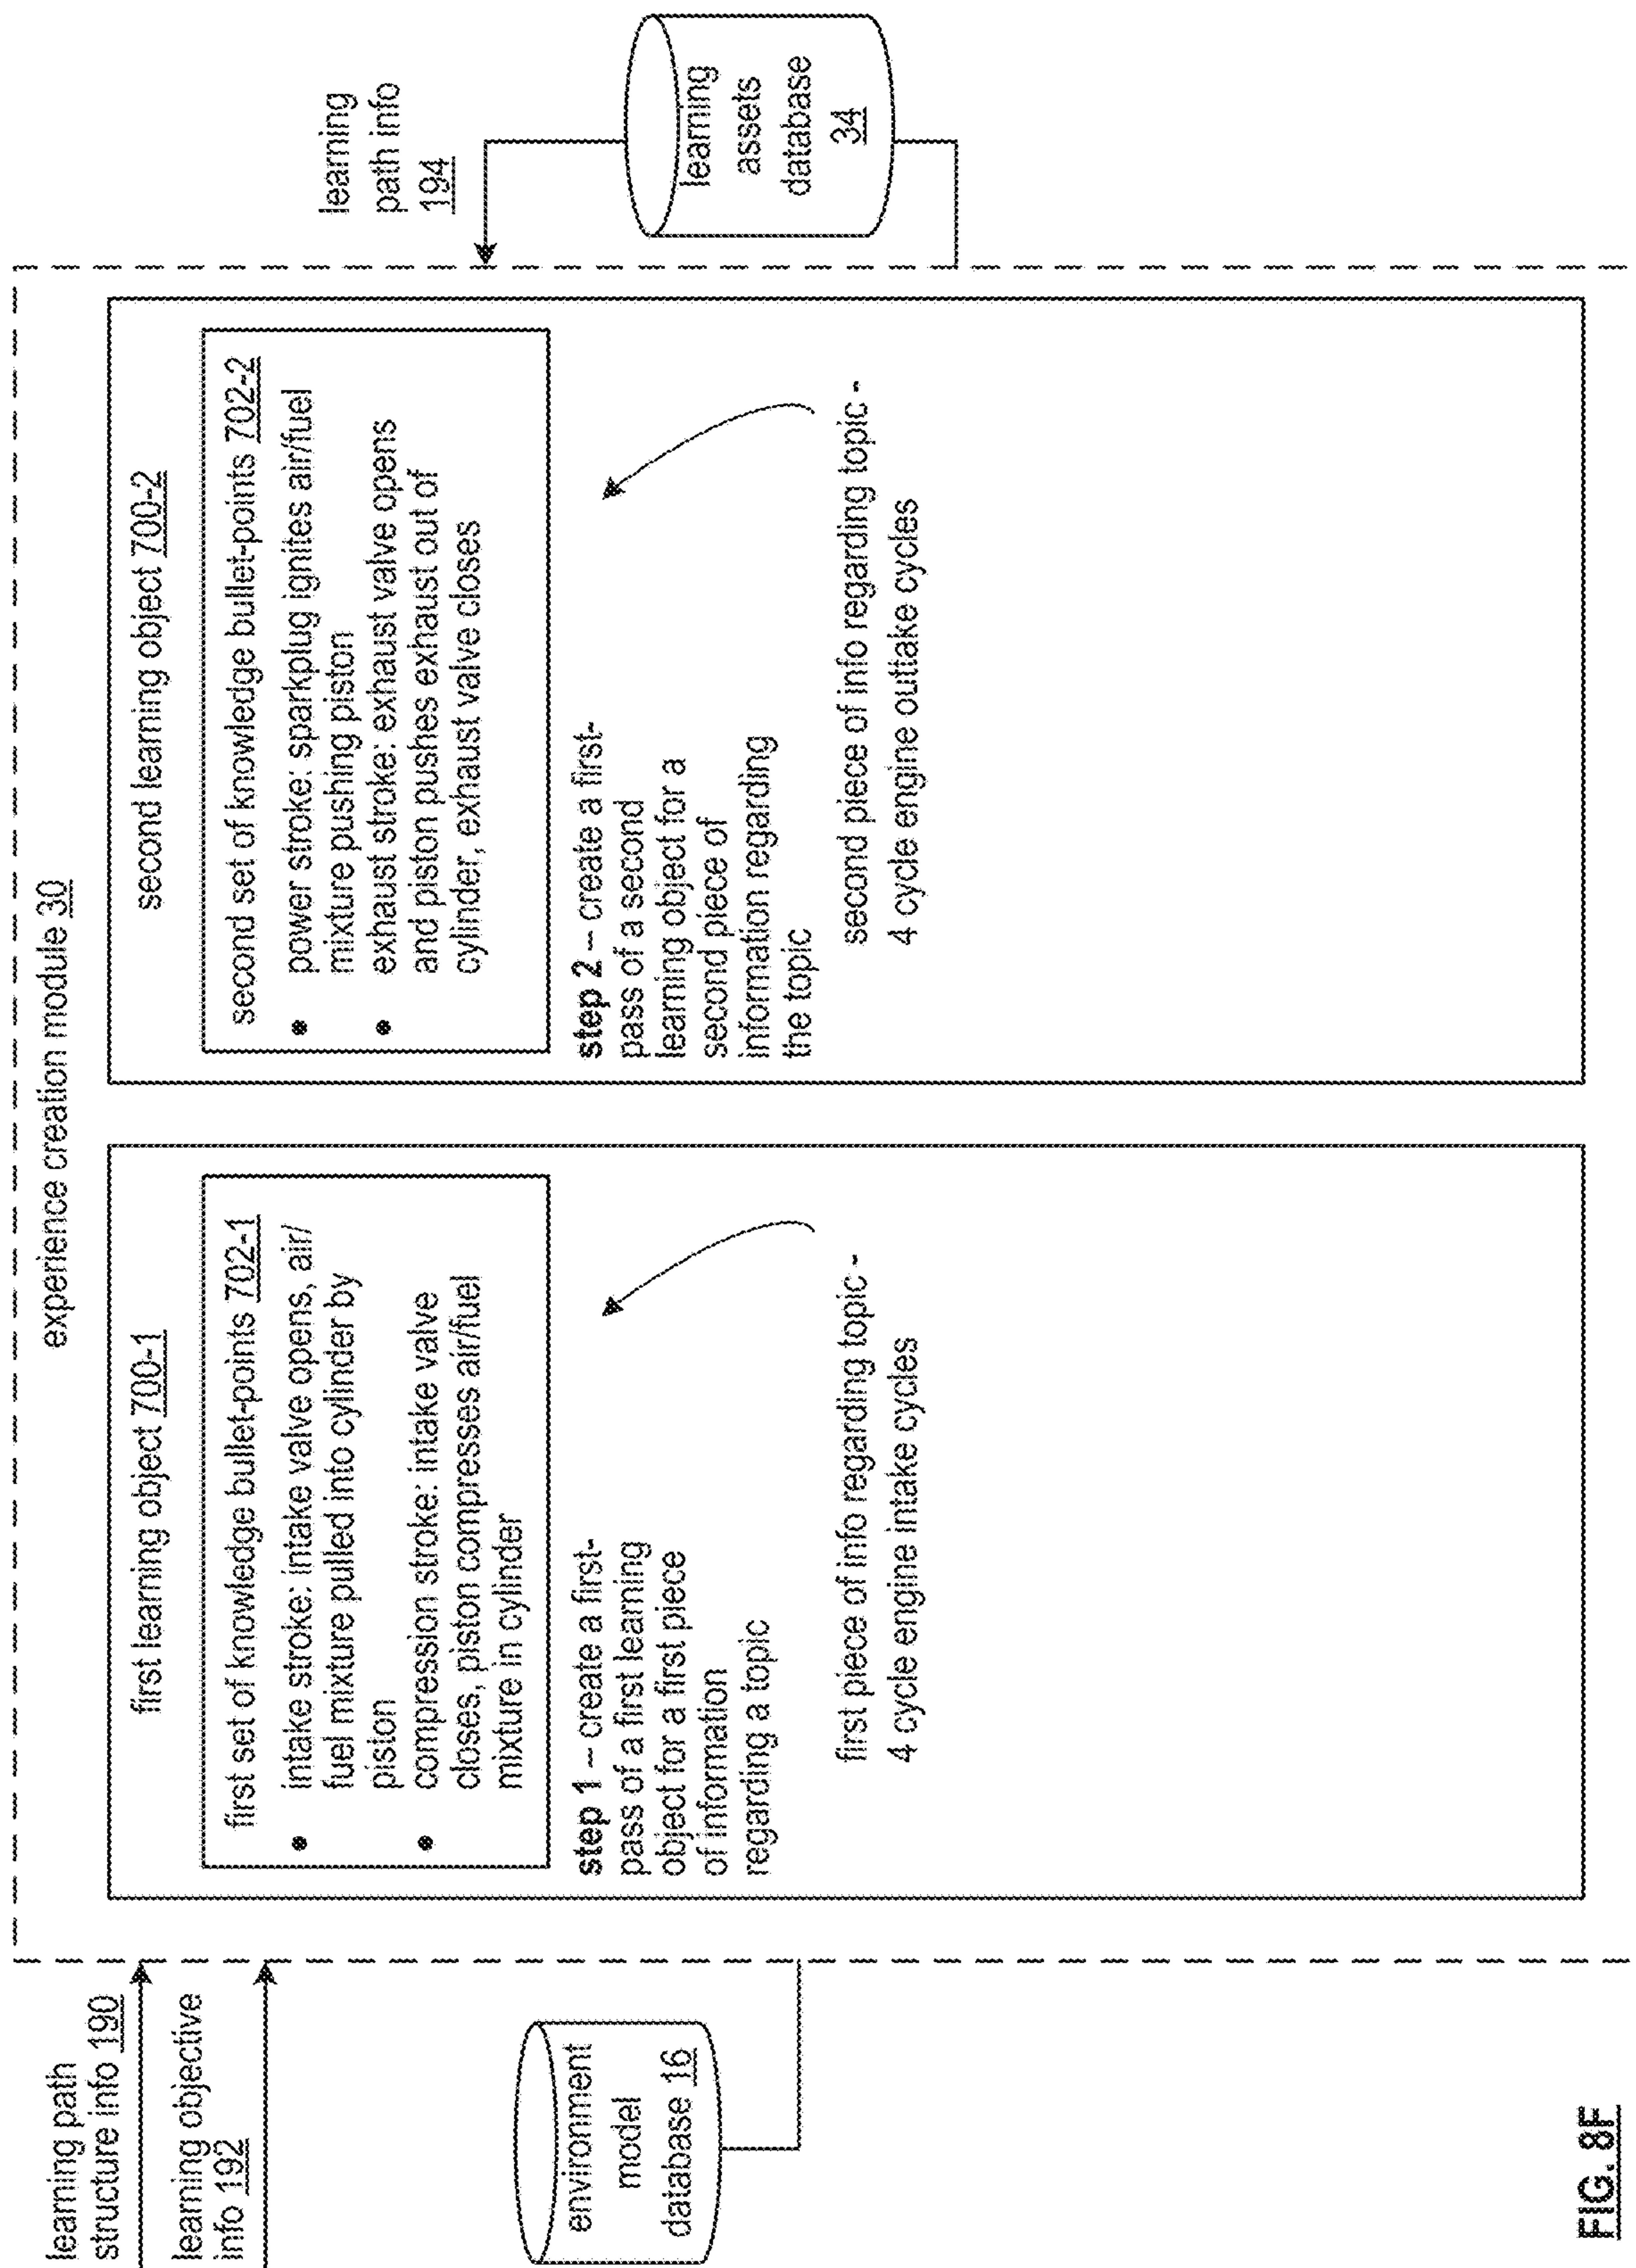 experience creation module 30
learning path
structure info 190
learning objective
info 192
environment
model
database 16
first learning object 700-1
first set of knowledge bullet-points 702-1
• intake stroke: intake valve opens, air/
fuel mixture pulled into cylinder by
piston
• compression stroke: intake valve
closes, piston compresses air/fuel
mixture in cylinder
step 1 – create a first-
pass of a first learning
object for a first piece
of information
regarding a topic
first piece of info regarding topic -
4 cycle engine intake cycles
second learning object 700-2
second set of knowledge bullet-points 702-2
• power stroke: sparkplug ignites air/fuel
mixture pushing piston
• exhaust stroke: exhaust valve opens
and piston pushes exhaust out of
cylinder, exhaust valve closes
step 2 – create a first-
pass of a second
learning object for a
second piece of
information regarding
the topic
second piece of info regarding topic -
4 cycle engine outtake cycles
learning
path info
194
learning
assets
database
34
FIG. 8F